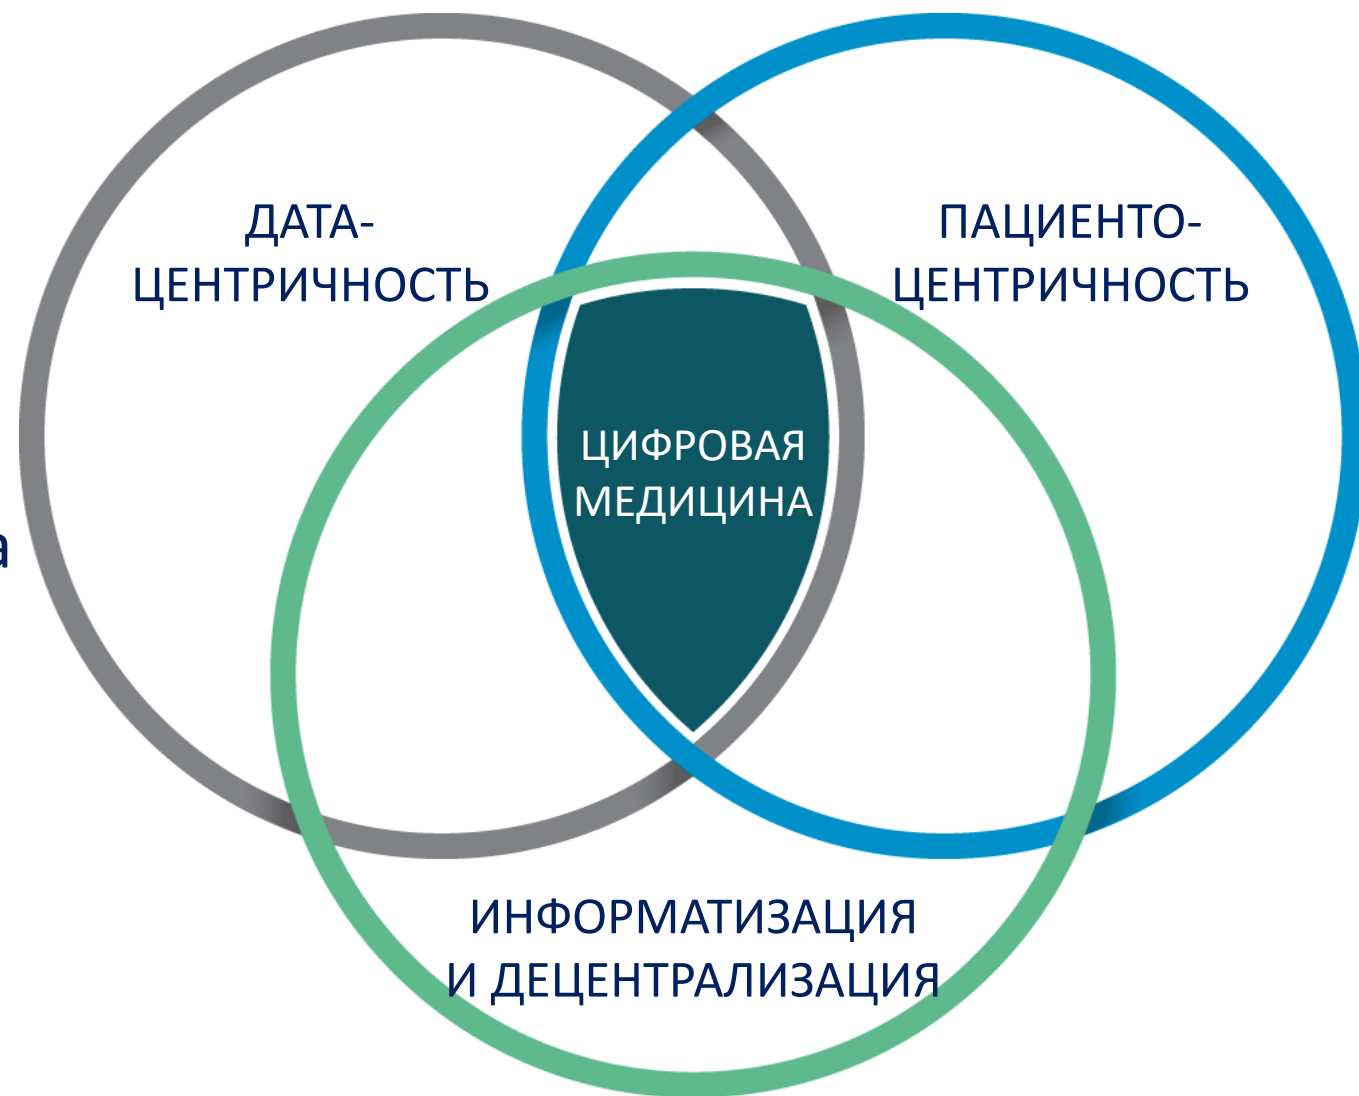 ДАТА-
ЦЕНТРИЧНОСТЬ
ПАЦИЕНТО-
ЦЕНТРИЧНОСТЬ
ЦИФРОВАЯ
МЕДИЦИНА
ИНФОРМАТИЗАЦИЯ
И ДЕЦЕНТРАЛИЗАЦИЯ